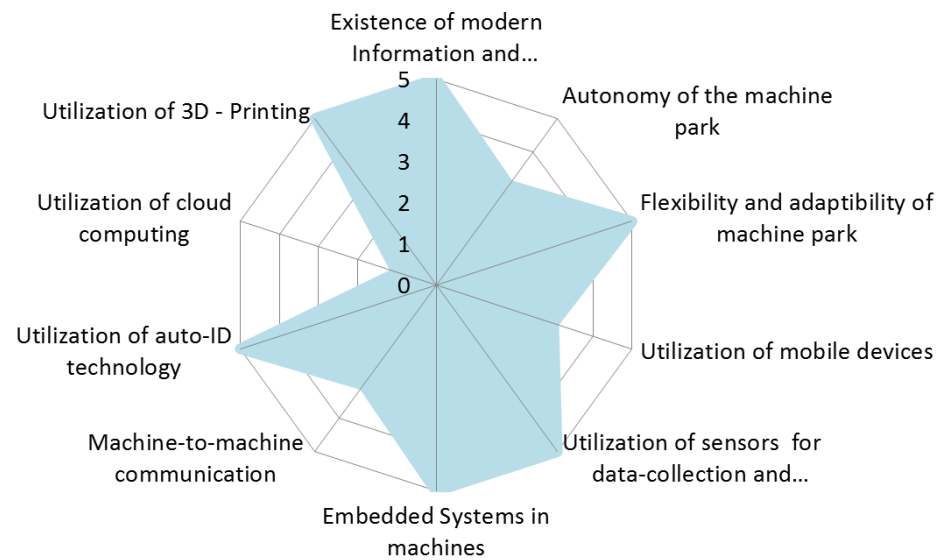 Existence of modern
Information and...
Autonomy of the machine
park
Flexibility and adaptibility of
machine park
Utilization of mobile devices
Utilization of sensors  for
data-collection and...
Embedded Systems in
machines
Machine-to-machine
communication
Utilization of auto-ID
technology
Utilization of cloud
computing
Utilization of 3D - Printing
5
4
3
2
1
0